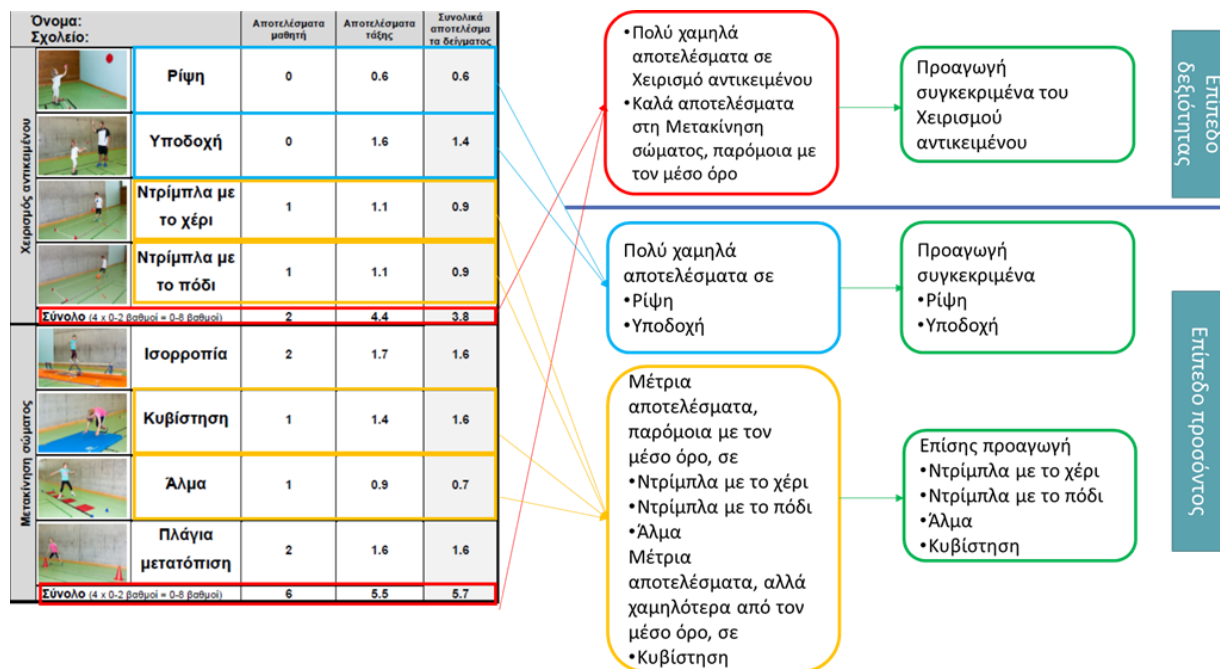 Όνομα:
Σχολείο:
Αποτελέσματα
μαθητή
Αποτελέσματα
τάξης
Συνολικά
αποτελέσμα
τα δείγματος
Χειρισμός αντικειμένου
Ρίψη
0
0.6
0.6
Υποδοχή
0
1.6
1.4
Ντρίμπλα με
το χέρι
1
1.1
0.9
Ντρίμπλα με
το πόδι
1
1.1
0.9
Σύνολο (4 x 0-2 βαθμοί = 0-8 βαθμοί)
2
4.4
3.8
Μετακίνηση σώματος
Ισορροπία
2
1.7
1.6
Κυβίστηση
1
1.4
1.6
Άλμα
1
0.9
0.7
Πλάγια
μετατόπιση
2
1.6
1.6
Σύνολο (4 x 0-2 βαθμοί = 0-8 βαθμοί)
6
5.5
5.7
•Πολύ χαμηλά
αποτελέσματα σε
Χειρισμό αντικειμένου
•Καλά αποτελέσματα
στη Μετακίνηση
σώματος, παρόμοια με
τον μέσο όρο
Προαγωγή
συγκεκριμένα του
Χειρισμού
αντικειμένου
Επίπεδο
δεξιότητας
Πολύ χαμηλά
αποτελέσματα σε
•Ρίψη
•Υποδοχή
Προαγωγή
συγκεκριμένα
•Ρίψη
•Υποδοχή
Μέτρια
αποτελέσματα,
παρόμοια με τον
μέσο όρο, σε
•Ντρίμπλα με το χέρι
•Ντρίμπλα με το πόδι
•Άλμα
Μέτρια
αποτελέσματα, αλλά
χαμηλότερα από τον
μέσο όρο, σε
•Κυβίστηση
Επίσης προαγωγή
•Ντρίμπλα με το χέρι
•Ντρίμπλα με το πόδι
•Άλμα
•Κυβίστηση
Επίπεδο προσόντος